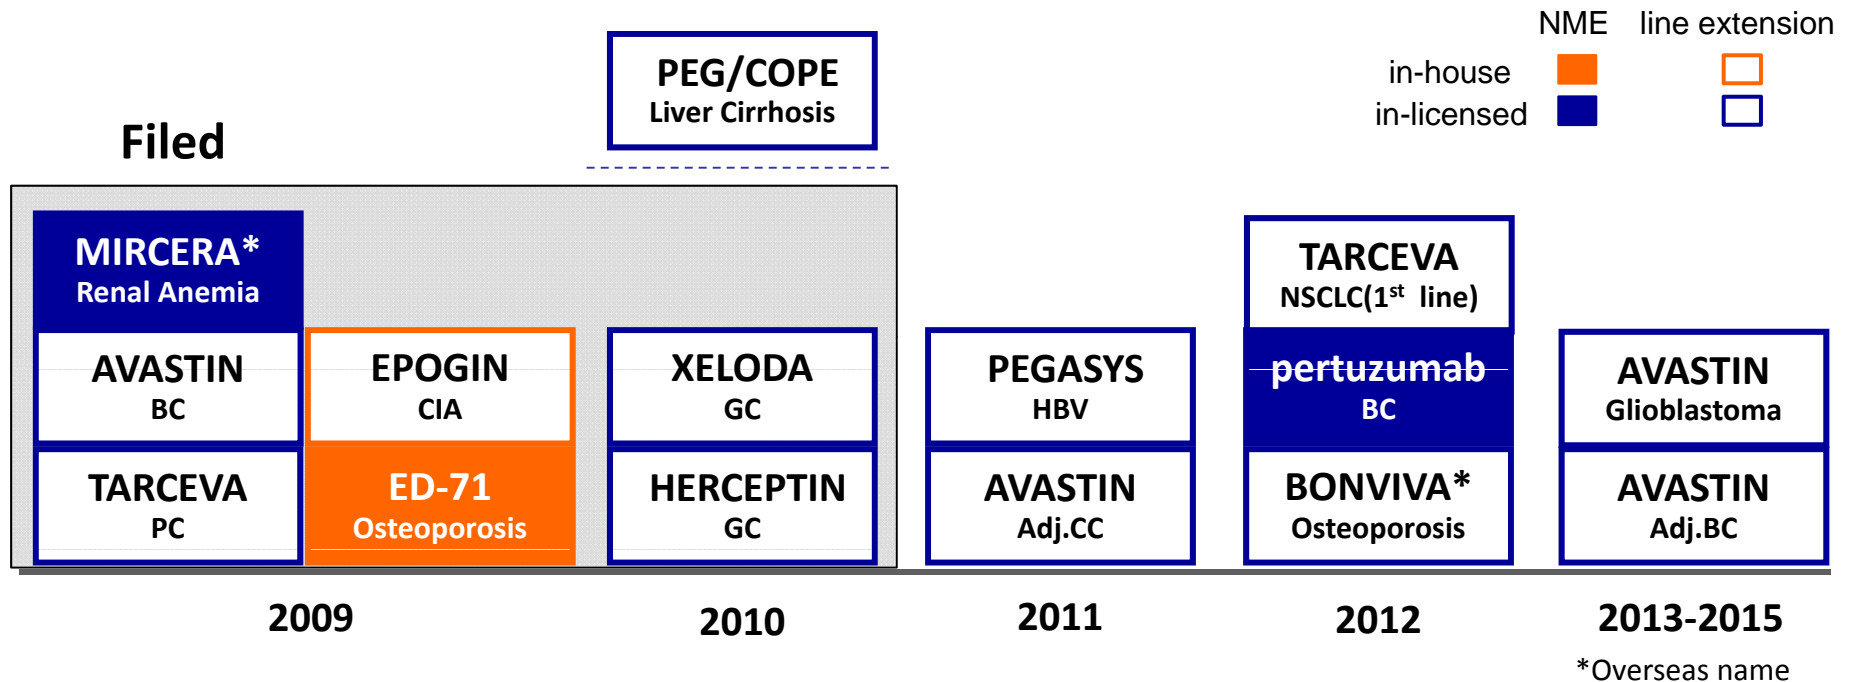 NME line extension
in-house
in-licensed
PEG/COPE
Liver Cirrhosis
Filed
MIRCERA*
Renal Anemia
AVASTIN
BC
TARCEVA
PC
EPOGIN
CIA
ED-71
Osteoporosis
XELODA
GC
HERCEPTIN
GC
PEGASYS
HBV
AVASTIN
Adj.CC
TARCEVA
NSCLC(1st line)
pertuzumab
BC
BONVIVA*
Osteoporosis
AVASTIN
Glioblastoma
AVASTIN
Adj.BC
2009 2010 2011 2012 2013-2015
*Overseas name